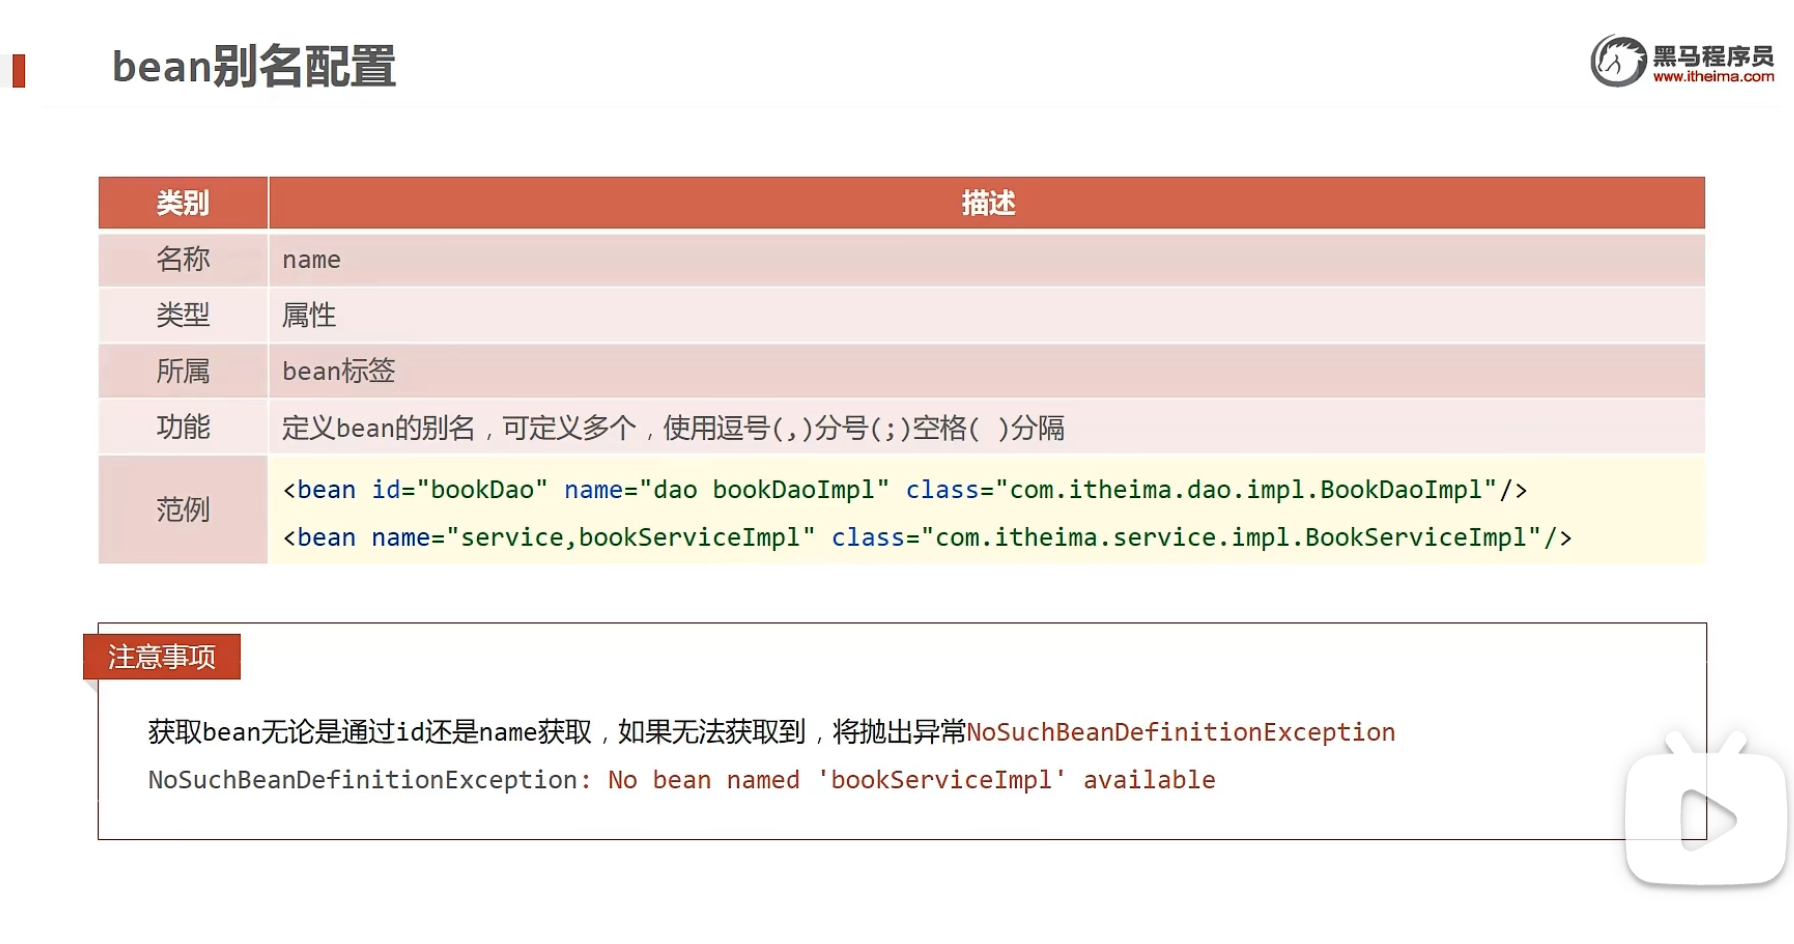 bean别名配置
黑马程序员
www.itheima.com
类别 描述
名称 name
类型 属性
所属 bean标签
功能 定义bean的别名，可定义多个，使用逗号(,)分号(;)空格( )分隔
范例
<bean id="bookDao" name="dao bookDaoImpl" class="com.itheima.dao.impl.BookDaoImpl"/>
<bean name="service,bookServiceImpl" class="com.itheima.service.impl.BookServiceImpl"/>
注意事项
获取bean无论是通过id还是name获取，如果无法获取到，将抛出异常NoSuchBeanDefinitionException
NoSuchBeanDefinitionException: No bean named 'bookServiceImpl' available